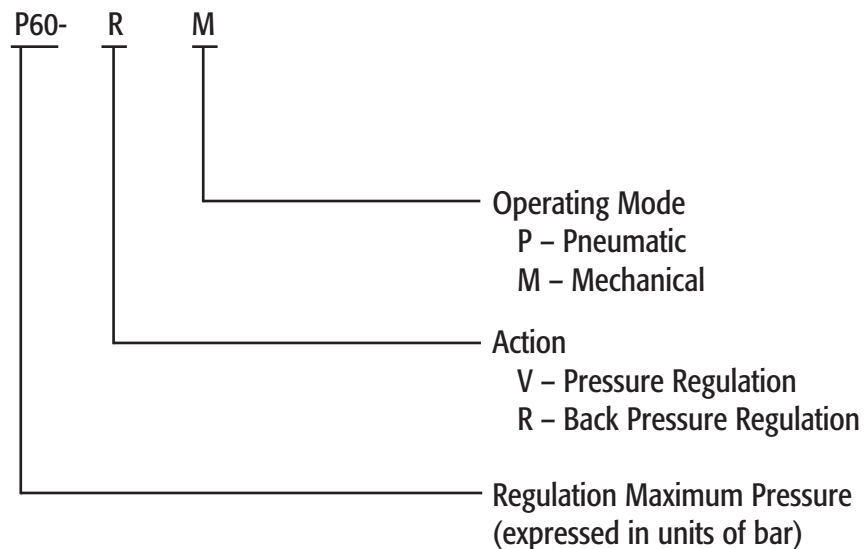 P60- R M
Operating Mode
P – Pneumatic
M – Mechanical
Action
V – Pressure Regulation
R – Back Pressure Regulation
Regulation Maximum Pressure
(expressed in units of bar)